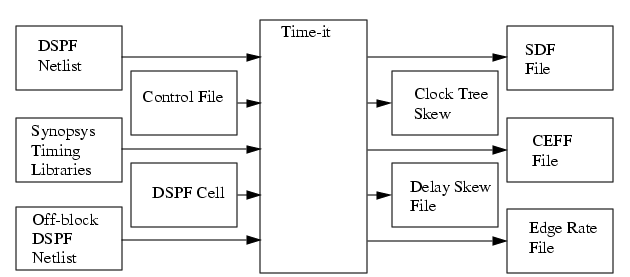 DSPF
Netlist
Control File
Synopsys
Timing
Libraries
DSPF Cell
Off-block
DSPF
Netlist
Time-it
SDF
File
Clock Tree
Skew
CEFF
File
Delay Skew
File
Edge Rate
File